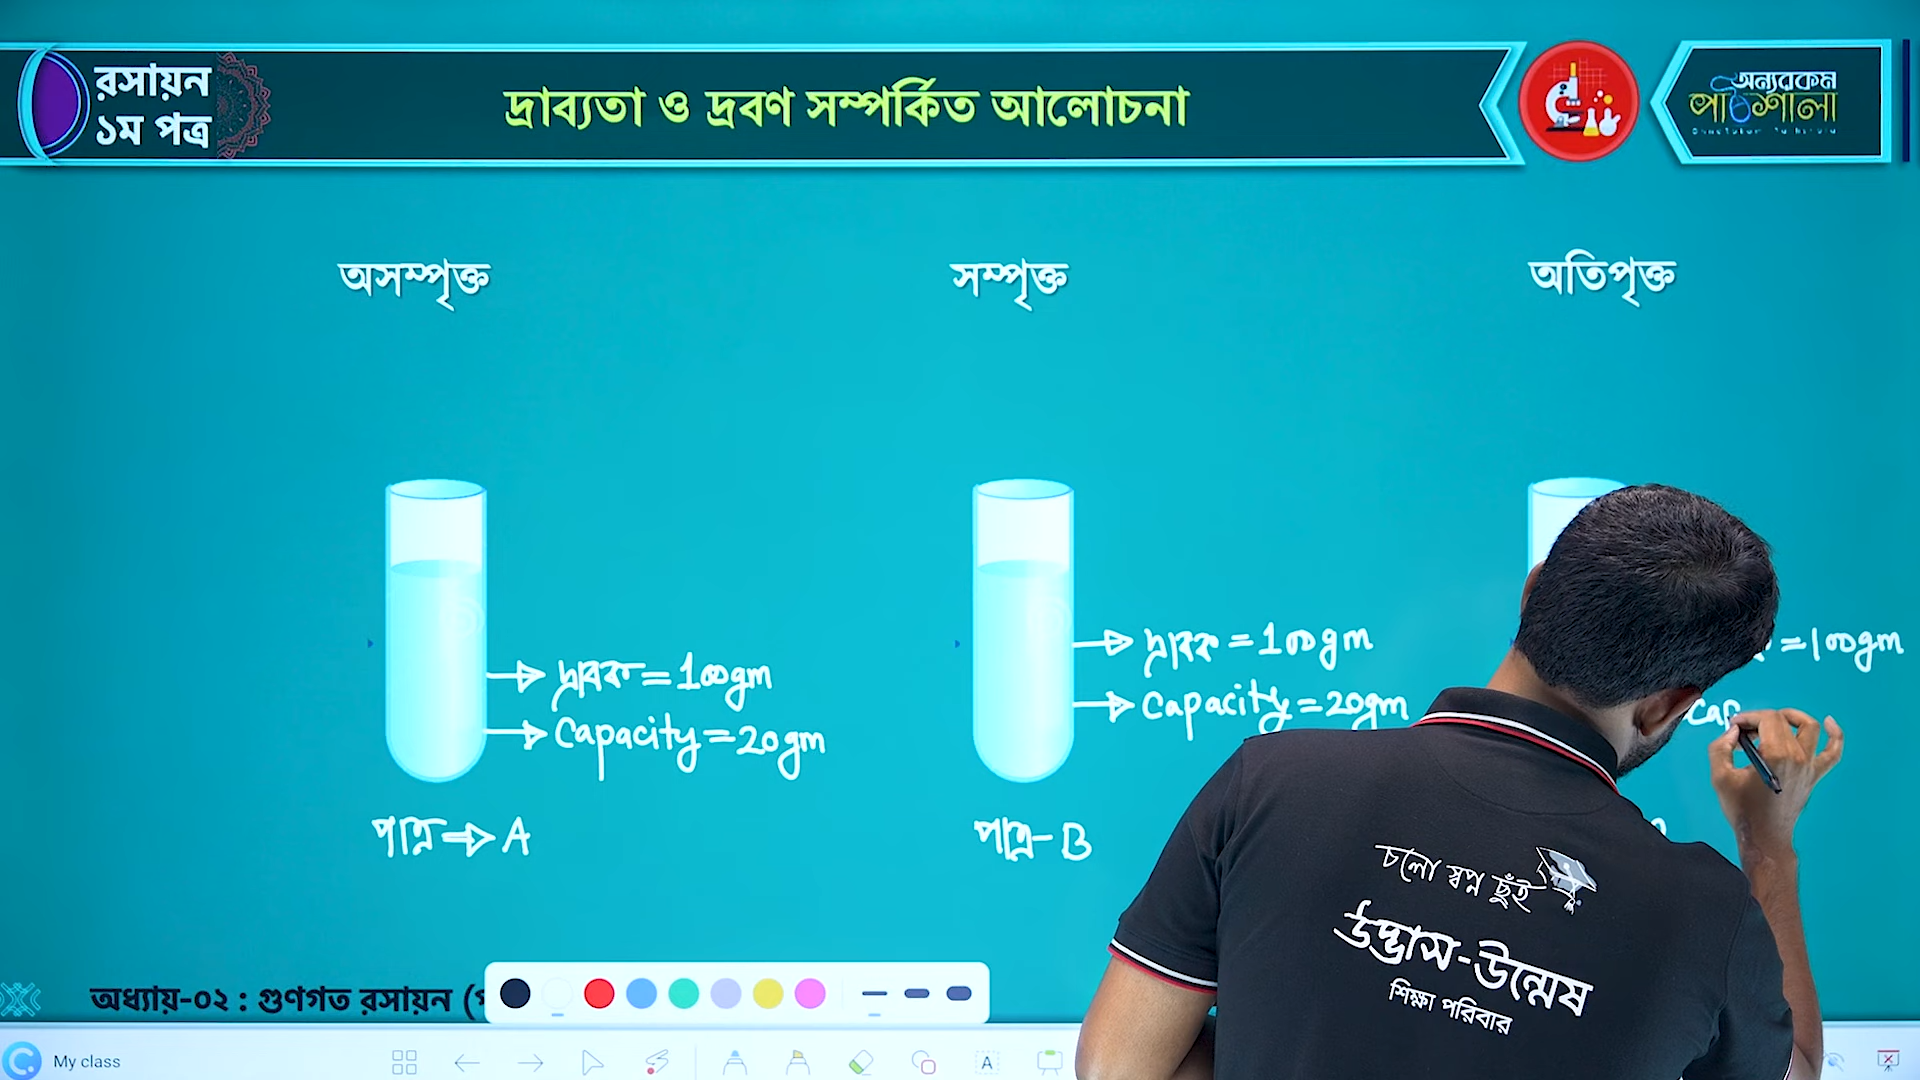 রসায়ন
১ম পত্র
দ্রাব্যতা ও দ্রবণ সম্পর্কিত আলোচনা
অন্যরকম
পাঠশালা
অসম্পৃক্ত
সম্পৃক্ত
অতিপৃক্ত
দ্রাবক = 100gm
Capacity = 20gm
পাত্র A
দ্রাবক = 100gm
Capacity = 20gm
পাত্র - B
= 100gm
Cap
চলো স্বপ্ন ছুঁই
উদ্ভাস-উন্মেষ
শিক্ষা পরিবার
অধ্যায়-০২ : গুণগত রসায়ন (
My class
A